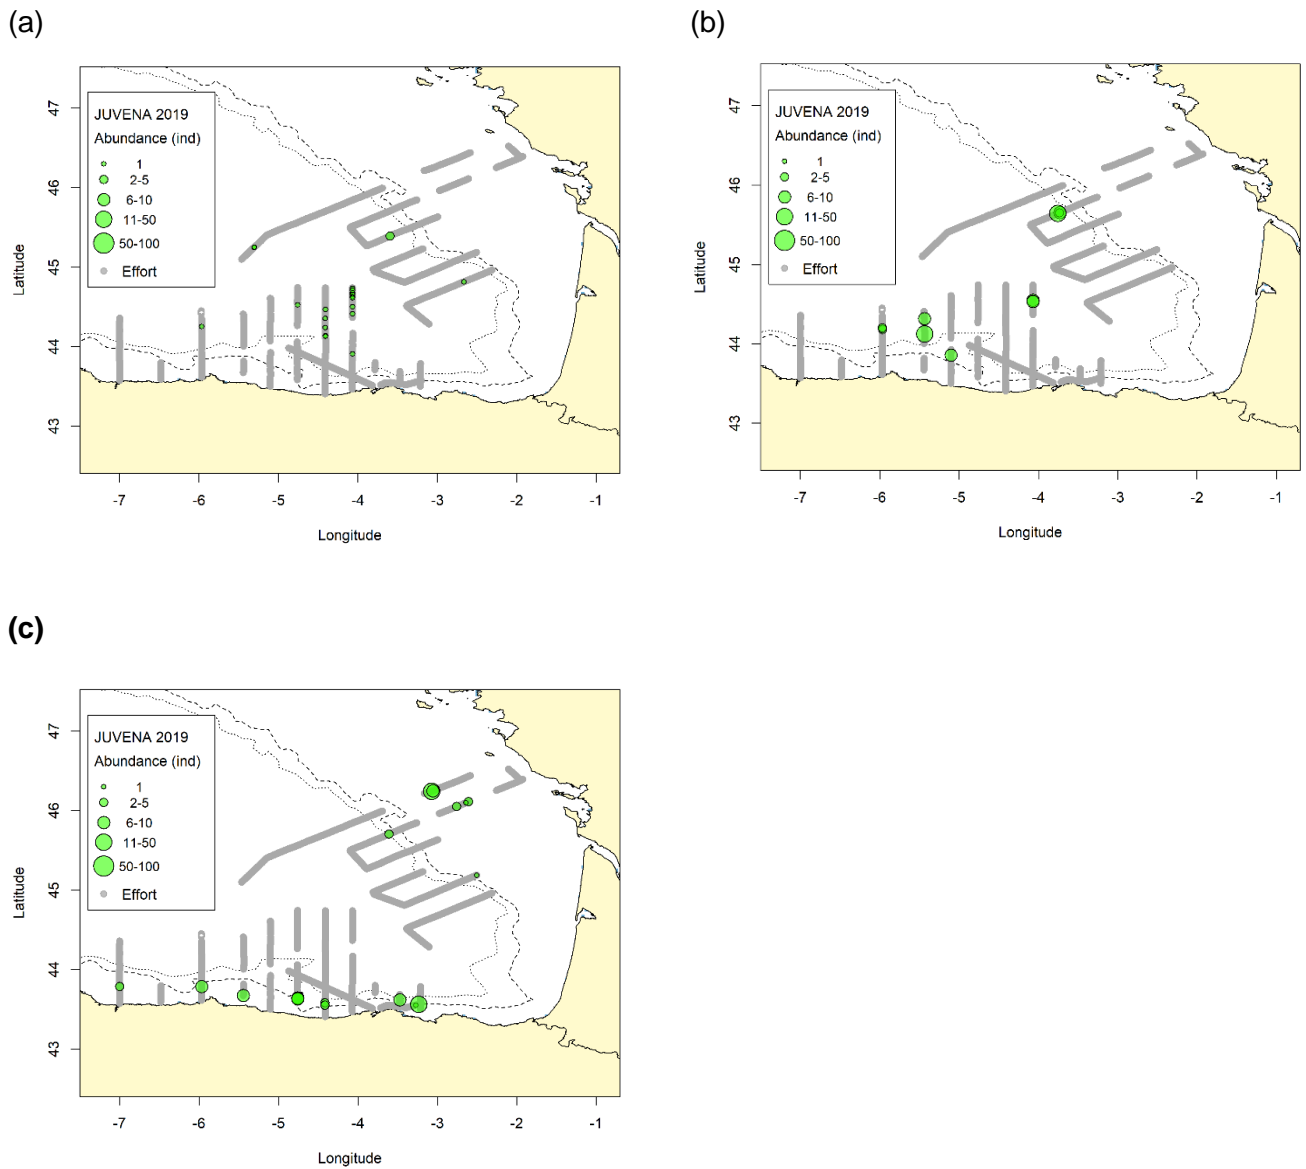 (a)
JUVENA 2019
Abundance (ind)
1
2-5
6-10
11-50
50-100
Effort
47
46
45
44
43
Latitude
-7
-6
-5
-4
-3
-2
-1
Longitude
(b)
JUVENA 2019
Abundance (ind)
1
2-5
6-10
11-50
50-100
Effort
47
46
45
44
43
Latitude
-7
-6
-5
-4
-3
-2
-1
Longitude
(c)
JUVENA 2019
Abundance (ind)
1
2-5
6-10
11-50
50-100
Effort
47
46
45
44
43
Latitude
-7
-6
-5
-4
-3
-2
-1
Longitude